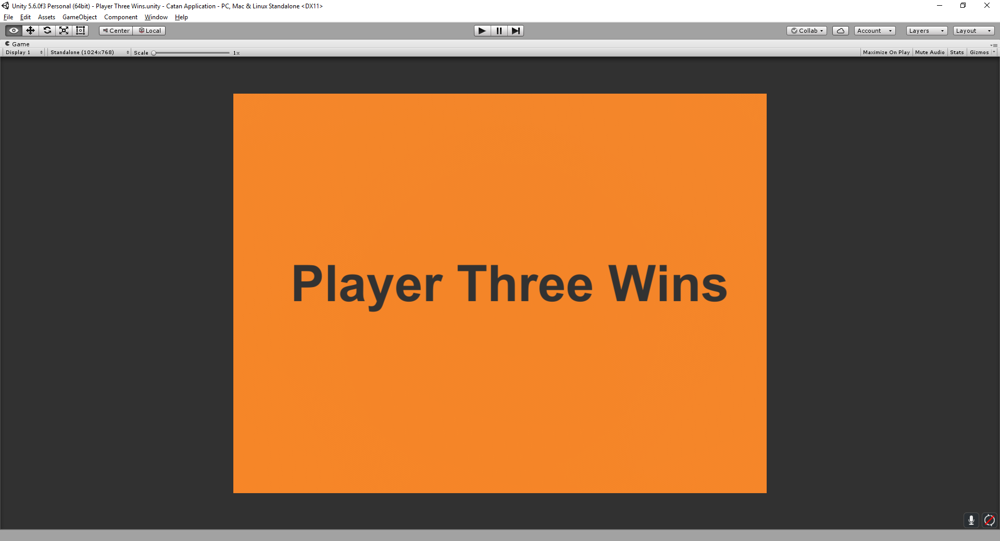 Unity 5.6.0f3 Personal (64bit) - Player Three Wins.unity - Catan Application - PC, Mac & Linux Standalone <DX11>
File Edit Assets GameObject Component Window Help
Center Local Collab Account Layers Layout
Game
Display 1 Standalone (1024x768) Scale 1x Maximize On Play Mute Audio Stats Gizmos
Player Three Wins